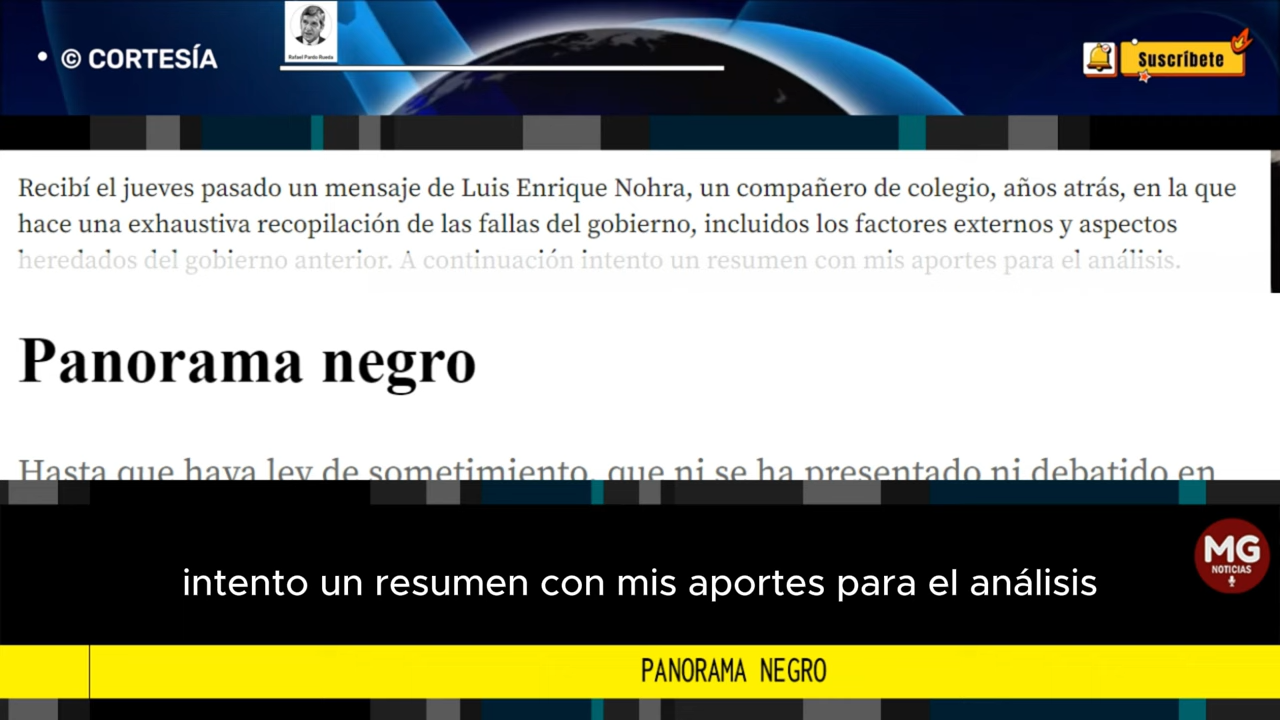 • © CORTESÍA
Rafael Pardo Rueda
Suscríbete
Recibí el jueves pasado un mensaje de Luis Enrique Nohra, un compañero de colegio, años atrás, en la que
hace una exhaustiva recopilación de las fallas del gobierno, incluidos los factores externos y aspectos
heredados del gobierno anterior. A continuación intento un resumen con mis aportes para el análisis.
Panorama negro
Hasta que haya ley de sometimiento, que ni se ha presentado ni debatido en
intento un resumen con mis aportes para el análisis
MG
NOTICIAS
PANORAMA NEGRO